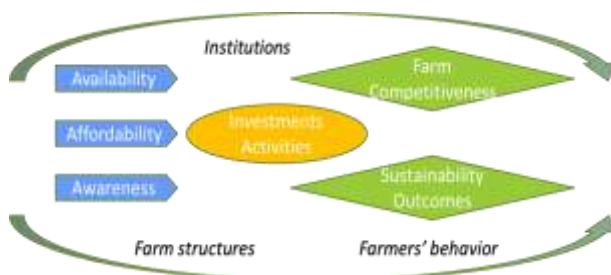 Institutions
Availability
Farm
Competitiveness
Affordability
Investments
Activities
Awareness
Sustainability
Outcomes
Farm structures
Farmers' behavior